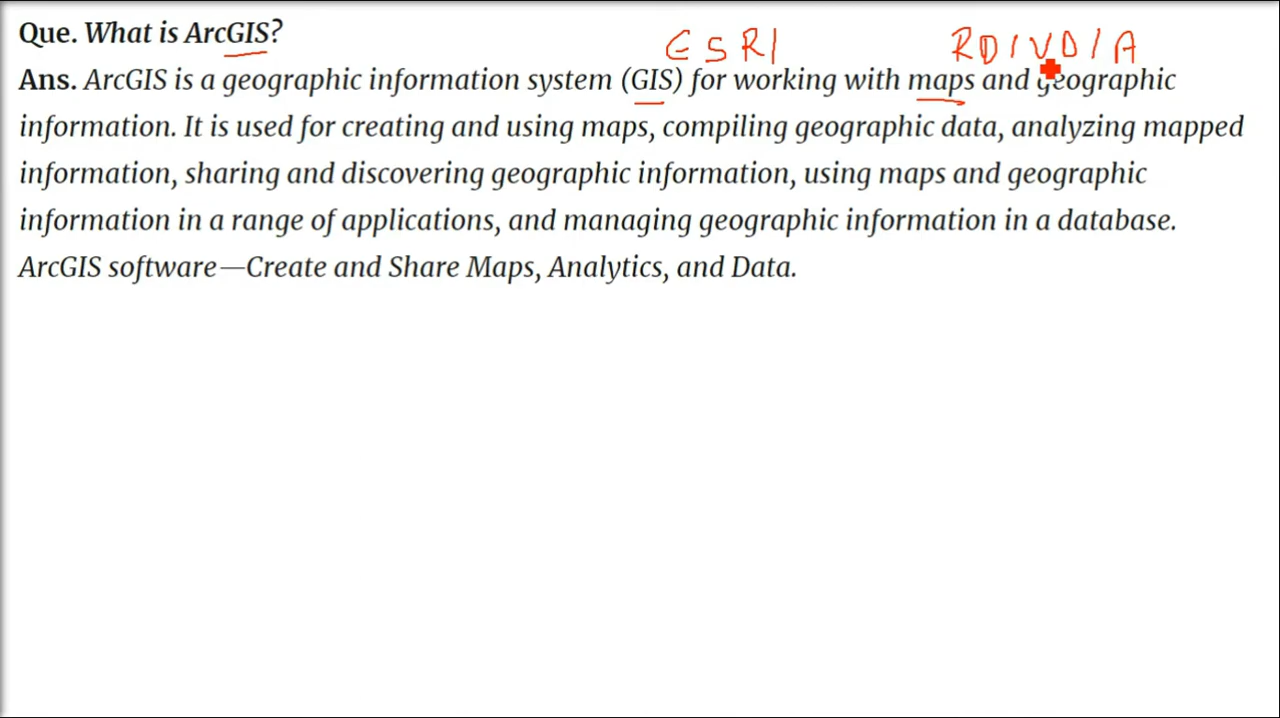 Que. What is ArcGIS?
ESRI RD/VD/A
Ans. ArcGIS is a geographic information system (GIS) for working with maps and geographic
information. It is used for creating and using maps, compiling geographic data, analyzing mapped
information, sharing and discovering geographic information, using maps and geographic
information in a range of applications, and managing geographic information in a database.
ArcGIS software—Create and Share Maps, Analytics, and Data.